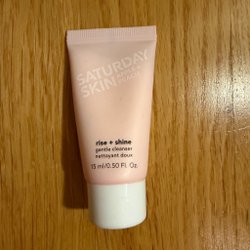 SATURDAY
SKIN
rise + shine
gentle cleanser
nettoyant doux
15 ml/0.50 Fl. Oz.